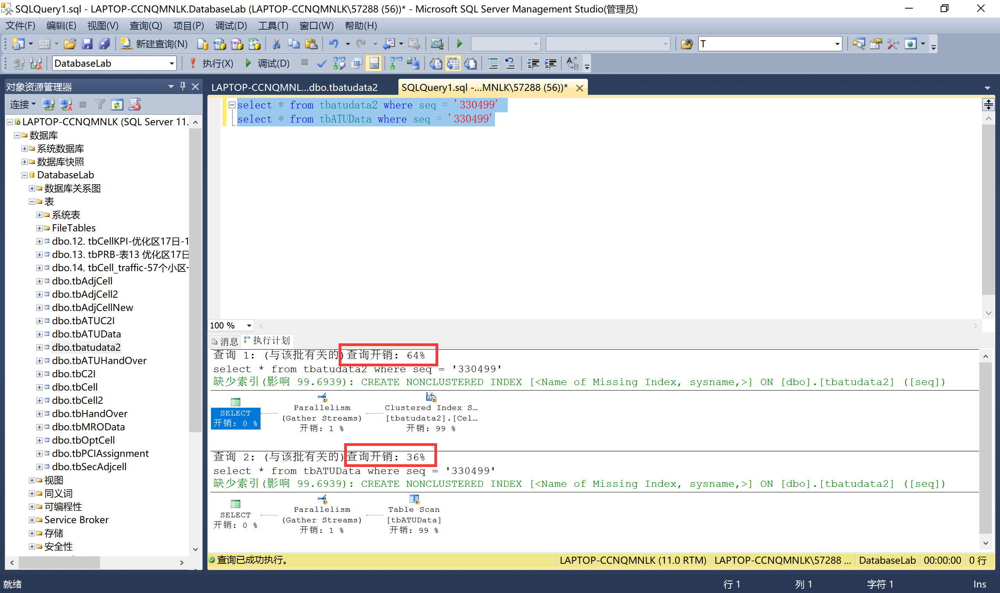 SQLQuery1.sql - LAPTOP-CCNQMNLK.DatabaseLab (LAPTOP-CCNQMNLK\57288 (56))* - Microsoft SQL Server Management Studio(管理员)
文件(F) 编辑(E) 视图(V) 查询(Q) 项目(P) 调试(D) 工具(T) 窗口(W) 帮助(H)
新建查询(N) T
DatabaseLab 执行(X) 调试(D)
对象资源管理器
连接
LAPTOP-CCNQMNLK (SQL Server 11.
数据库
系统数据库
数据库快照
DatabaseLab
数据库关系图
表
系统表
FileTables
dbo.12. tbCellKPI-优化区17日-1
dbo.13. tbPRB-表13 优化区17日
dbo.14. tbCell_traffic-57个小区-
dbo.tbAdjCell
dbo.tbAdjCell2
dbo.tbAdjCellNew
dbo.tbATUC2I
dbo.tbATUData
dbo.tbatudata2
dbo.tbATUHandOver
dbo.tbC2I
dbo.tbCell
dbo.tbCell2
dbo.tbHandOver
dbo.tbMROData
dbo.tbOptCell
dbo.tbPCIAssignment
dbo.tbSecAdjcell
视图
同义词
可编程性
Service Broker
存储
安全性
LAPTOP-CCNQMNL...dbo.tbatudata2 SQLQuery1.sql -...MNLK\57288 (56))*
select * from tbatudata2 where seq = '330499'
select * from tbATUData where seq = '330499'
100 %
消息 执行计划
查询 1: (与该批有关的)查询开销: 64%
select * from tbatudata2 where seq = '330499'
缺少索引(影响 99.6939): CREATE NONCLUSTERED INDEX [<Name of Missing Index, sysname,>] ON [dbo].[tbatudata2] ([seq])
SELECT
开销: 0 %
Parallelism
(Gather Streams)
开销: 1 %
Clustered Index S…
[tbatudata2].[Cel…
开销: 99 %
查询 2: (与该批有关的)查询开销: 36%
select * from tbATUData where seq = '330499'
缺少索引(影响 99.6939): CREATE NONCLUSTERED INDEX [<Name of Missing Index, sysname,>] ON [dbo].[tbatudata2] ([seq])
SELECT
开销: 0 %
Parallelism
(Gather Streams)
开销: 1 %
Table Scan
[tbATUData]
开销: 99 %
查询已成功执行。 LAPTOP-CCNQMNLK (11.0 RTM) LAPTOP-CCNQMNLK\57288 ... DatabaseLab 00:00:00 0 行
就绪 行 1 列 1 字符 1 Ins